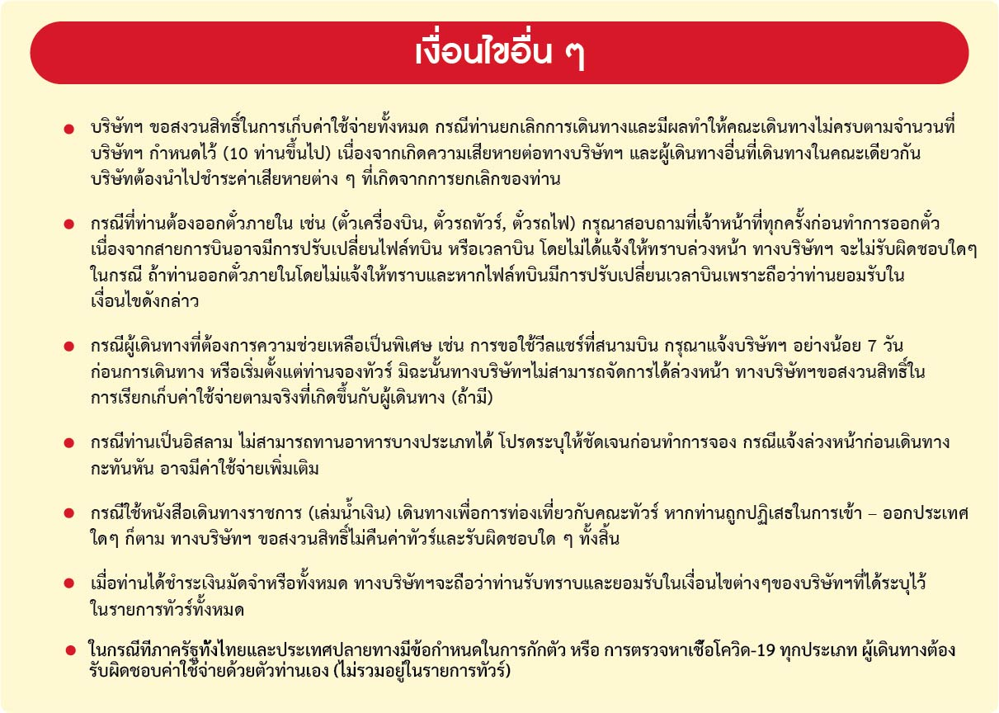 เงื่อนไขอื่น ๆ
● บริษัทฯ ขอสงวนสิทธิ์ในการเก็บค่าใช้จ่ายทั้งหมด กรณีท่านยกเลิกการเดินทางและมีผลทำให้คณะเดินทางไม่ครบตามจำนวนที่
บริษัทฯ กำหนดไว้ (10 ท่านขึ้นไป) เนื่องจากเกิดความเสียหายต่อทางบริษัทฯ และผู้เดินทางอื่นที่เดินทางในคณะเดียวกัน
บริษัทต้องนำไปชำระค่าเสียหายต่าง ๆ ที่เกิดจากการยกเลิกของท่าน
● กรณีที่ท่านต้องออกตั๋วภายใน เช่น (ตั๋วเครื่องบิน, ตั๋วรถทัวร์, ตั๋วรถไฟ) กรุณาสอบถามที่เจ้าหน้าที่ทุกครั้งก่อนทำการออกตั๋ว
เนื่องจากสายการบินอาจมีการปรับเปลี่ยนไฟล์ทบิน หรือเวลาบิน โดยไม่ได้แจ้งให้ทราบล่วงหน้า ทางบริษัทฯ จะไม่รับผิดชอบใดๆ
ในกรณี ถ้าท่านออกตั๋วภายในโดยไม่แจ้งให้ทราบและหากไฟล์ทบินมีการปรับเปลี่ยนเวลาบินเพราะถือว่าท่านยอมรับใน
เงื่อนไขดังกล่าว
● กรณีผู้เดินทางที่ต้องการความช่วยเหลือเป็นพิเศษ เช่น การขอใช้วีลแชร์ที่สนามบิน กรุณาแจ้งบริษัทฯ อย่างน้อย 7 วัน
ก่อนการเดินทาง หรือเริ่มตั้งแต่ท่านจองทัวร์ มิฉะนั้นทางบริษัทฯไม่สามารถจัดการได้ล่วงหน้า ทางบริษัทฯขอสงวนสิทธิ์ใน
การเรียกเก็บค่าใช้จ่ายตามจริงที่เกิดขึ้นกับผู้เดินทาง (ถ้ามี)
● กรณีท่านเป็นอิสลาม ไม่สามารถทานอาหารบางประเภทได้ โปรดระบุให้ชัดเจนก่อนทำการจอง กรณีแจ้งล่วงหน้าก่อนเดินทาง
กะทันหัน อาจมีค่าใช้จ่ายเพิ่มเติม
● กรณีใช้หนังสือเดินทางราชการ (เล่มน้ำเงิน) เดินทางเพื่อการท่องเที่ยวกับคณะทัวร์ หากท่านถูกปฏิเสธในการเข้า – ออกประเทศ
ใดๆ ก็ตาม ทางบริษัทฯ ขอสงวนสิทธิ์ไม่คืนค่าทัวร์และรับผิดชอบใด ๆ ทั้งสิ้น
● เมื่อท่านได้ชำระเงินมัดจำหรือทั้งหมด ทางบริษัทฯจะถือว่าท่านรับทราบและยอมรับในเงื่อนไขต่างๆของบริษัทฯที่ได้ระบุไว้
ในรายการทัวร์ทั้งหมด
● ในกรณีที่ภาครัฐทั้งไทยและประเทศปลายทางมีข้อกำหนดในการกักตัว หรือ การตรวจหาเชื้อโควิด-19 ทุกประเภท ผู้เดินทางต้อง
รับผิดชอบค่าใช้จ่ายด้วยตัวท่านเอง (ไม่รวมอยู่ในรายการทัวร์)